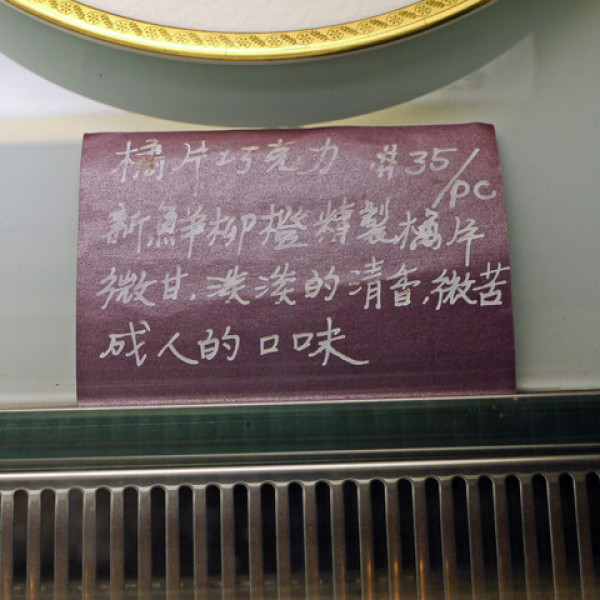 橘片巧克力 $35/pc
新鮮柳橙精製橘片
微甘.淡淡的清香,微苦
成人的口味